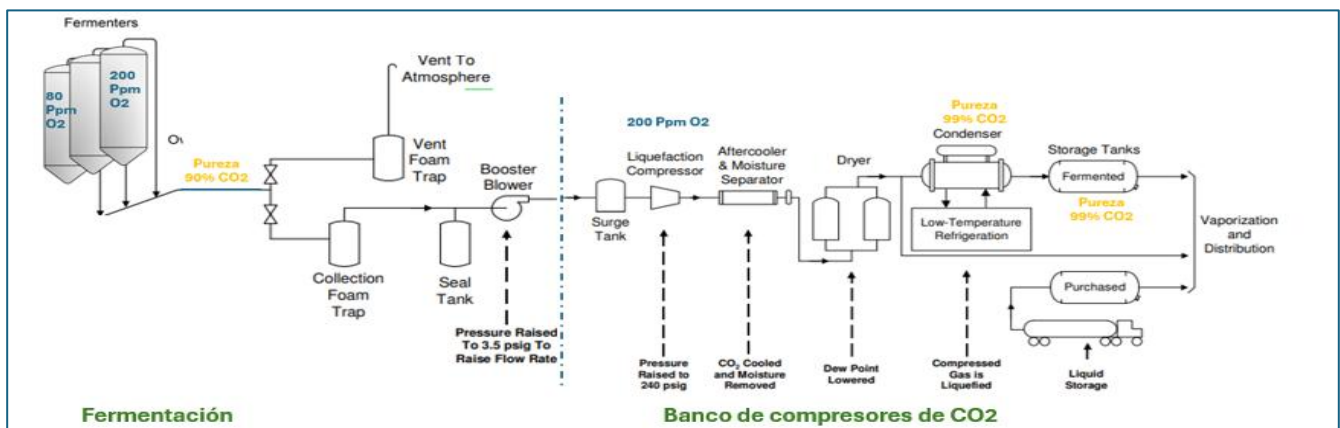 Fermenters
200
Ppm
O2
80
Ppm
O2
Pureza
90% CO2
Vent To
Atmosphere
Vent
Foam
Trap
Booster
Blower
Collection
Foam
Trap
Seal
Tank
Pressure Raised
To 3.5 psig To
Raise Flow Rate
Fermentación
200 Ppm O2
Surge
Tank
Liquefaction
Compressor
Aftercooler
& Moisture
Separator
Dryer
Pureza
99% CO2
Condenser
Low-Temperature
Refrigeration
Storage Tanks
Fermented
Pureza
99% CO2
Vaporization
and
Distribution
Purchased
Pressure
Raised to
240 psig
CO2 Cooled
and Moisture
Removed
Dew Point
Lowered
Compressed
Gas is
Liquefied
Liquid
Storage
Banco de compresores de CO2